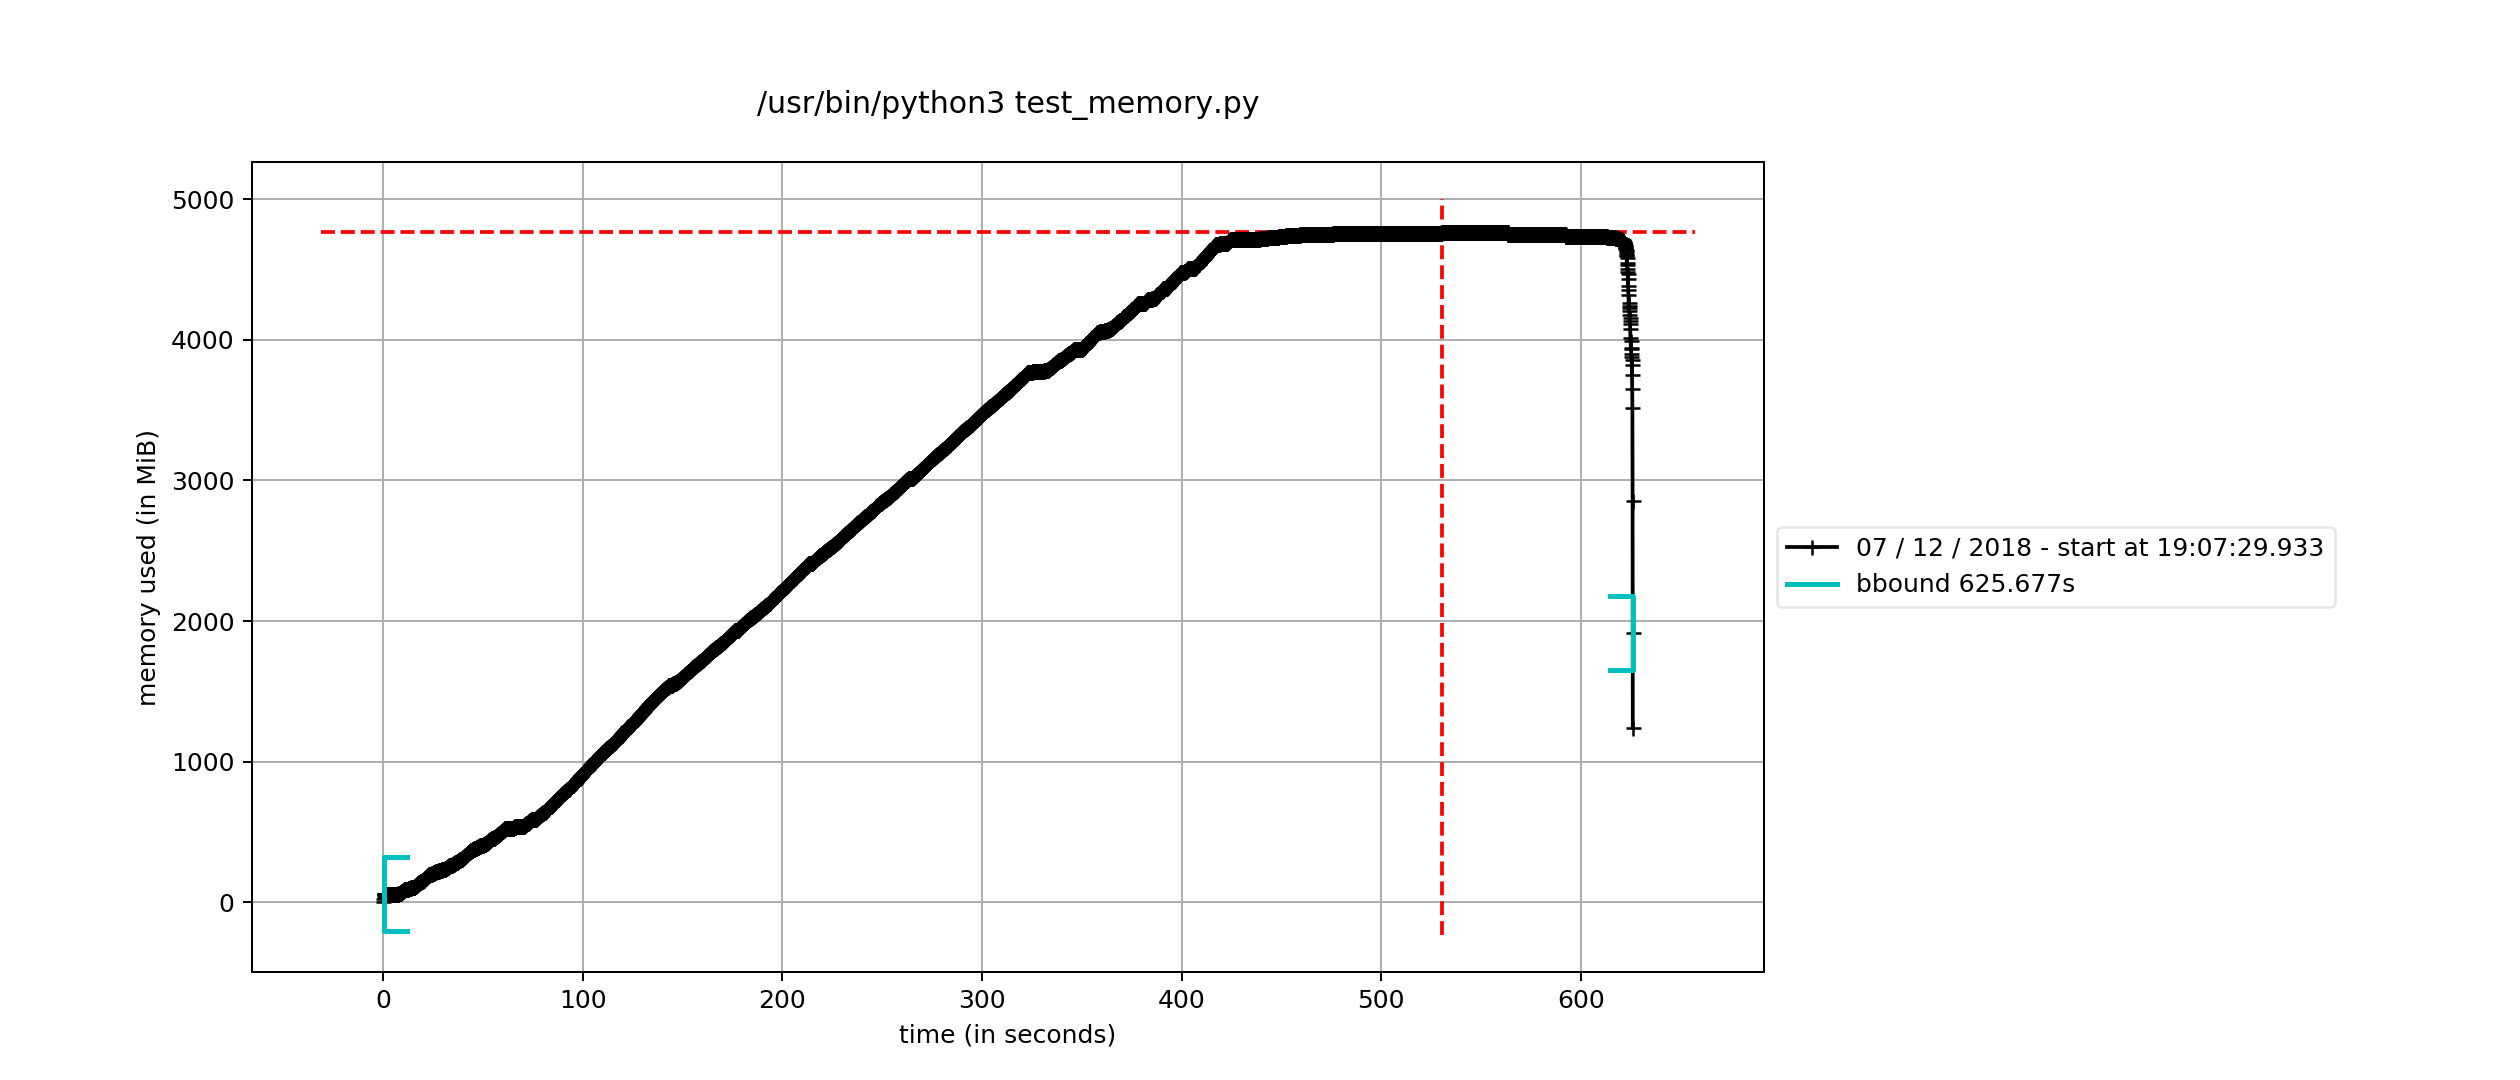 /usr/bin/python3 test_memory.py
5000
4000
3000
2000
1000
0
memory used (in MiB)
0 100 200 300 400 500 600
time (in seconds)
07 / 12 / 2018 - start at 19:07:29.933
bbound 625.677s